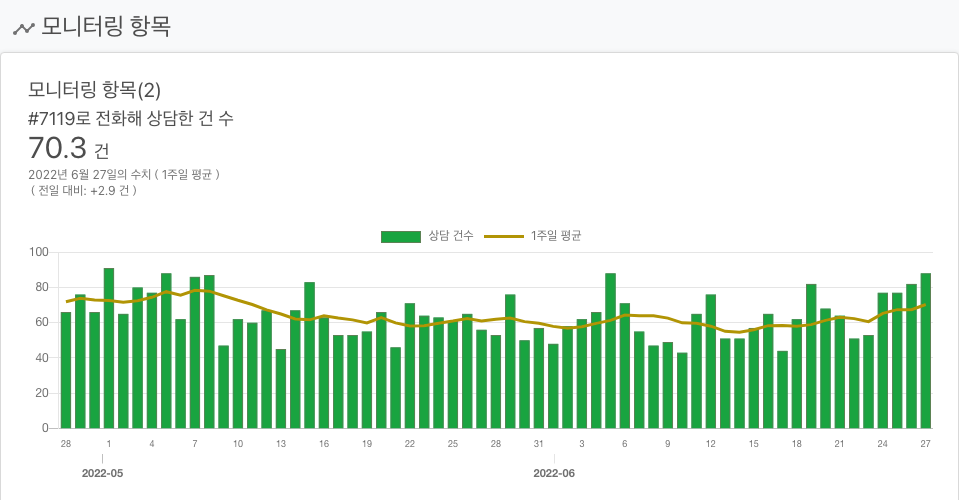 모니터링 항목
모니터링 항목(2)
#7119로 전화해 상담한 건 수
70.3 건
2022년 6월 27일의 수치 ( 1주일 평균 )
( 전일 대비: +2.9 건 )
상담 건수 1주일 평균
100
80
60
40
20
0
28 1 4 7 10 13 16 19 22 25 28 31 3 6 9 12 15 18 21 24 27
2022-05 2022-06